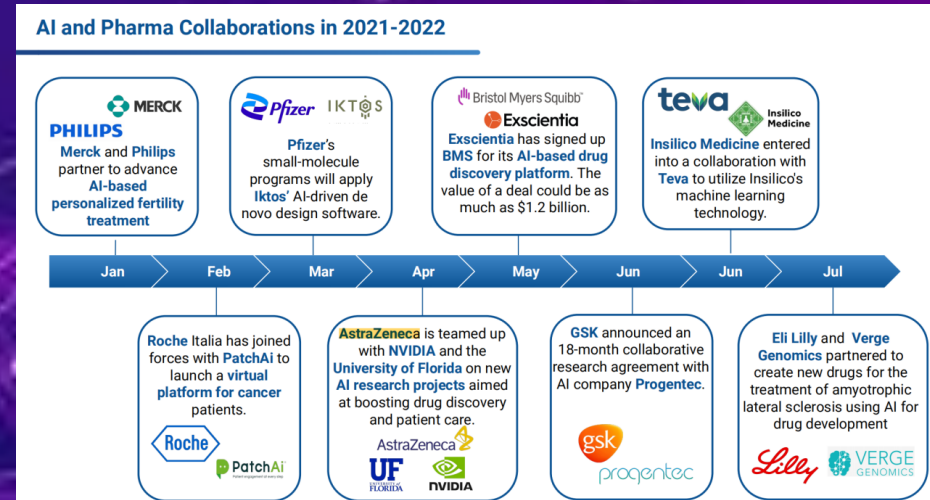 AI and Pharma Collaborations in 2021-2022
MERCK
PHILIPS
Merck and Philips
partner to advance
AI-based
personalized fertility
treatment
Pfizer
IKTOS
Pfizer's
small-molecule
programs will apply
Iktos' AI-driven de
novo design software.
Bristol Myers Squibb™
Exscientia
Exscientia has signed up
BMS for its AI-based drug
discovery platform. The
value of a deal could be as
much as $1.2 billion.
teva
Insilico
Medicine
Insilico Medicine entered
into a collaboration with
Teva to utilize Insilico's
machine learning
technology.
Jan
Feb
Mar
Apr
May
Jun
Jun
Jul
Roche Italia has joined
forces with PatchAi to
launch a virtual
platform for cancer
patients.
Roche
PatchAi
AstraZeneca is teamed up
with NVIDIA and the
University of Florida on new
AI research projects aimed
at boosting drug discovery
and patient care.
AstraZeneca
UF
UNIVERSITY of
FLORIDA
NVIDIA
GSK announced an
18-month collaborative
research agreement with
AI company Progentec.
gsk
progentec
Eli Lilly and Verge
Genomics partnered to
create new drugs for the
treatment of amyotrophic
lateral sclerosis using AI for
drug development
Lilly
VERGE
GENOMICS